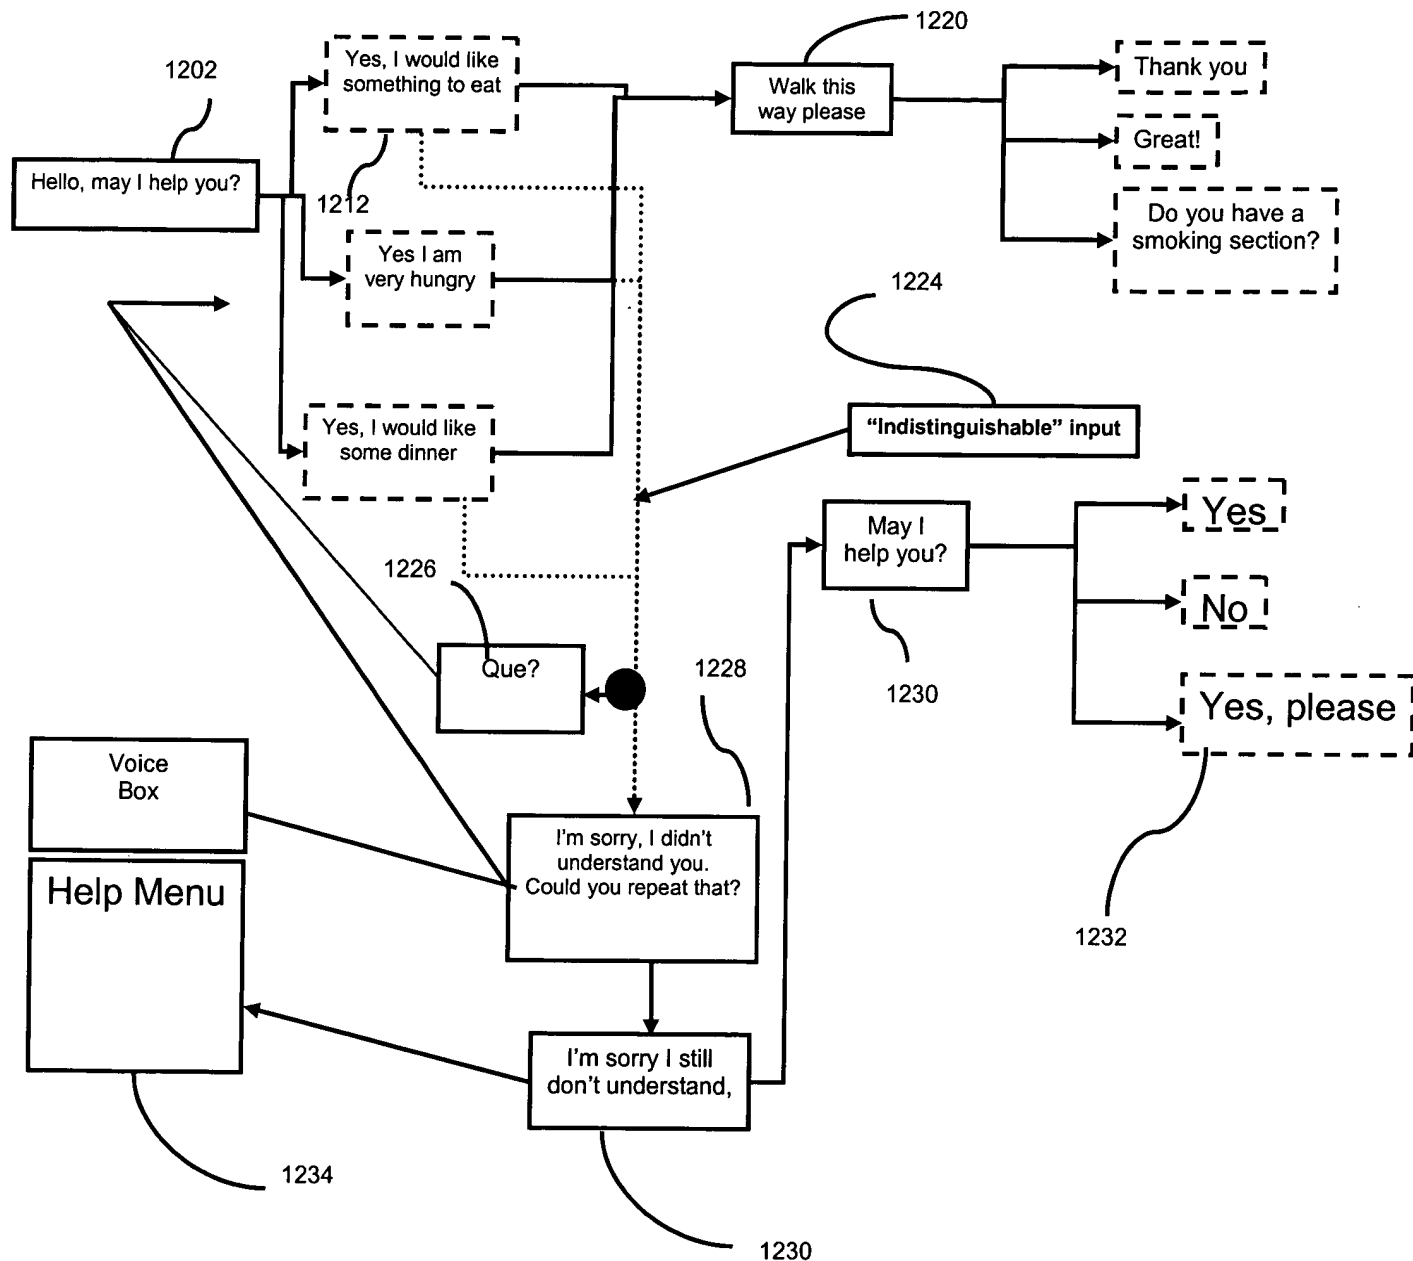 1220
Yes, I would like
something to eat
Thank you
1202
Walk this
way please
Great!
Hello, may I help you?
1212
Do you have a
smoking section?
Yes I am
very hungry
1224
Yes, I would like
some dinner
“Indistinguishable” input
Yes
May I
help you?
1226
No
Que?
1228
1230
Yes, please
Voice
Box
I'm sorry, I didn't
understand you.
Could you repeat that?
Help Menu
1232
I'm sorry I still
don't understand,
1234
1230